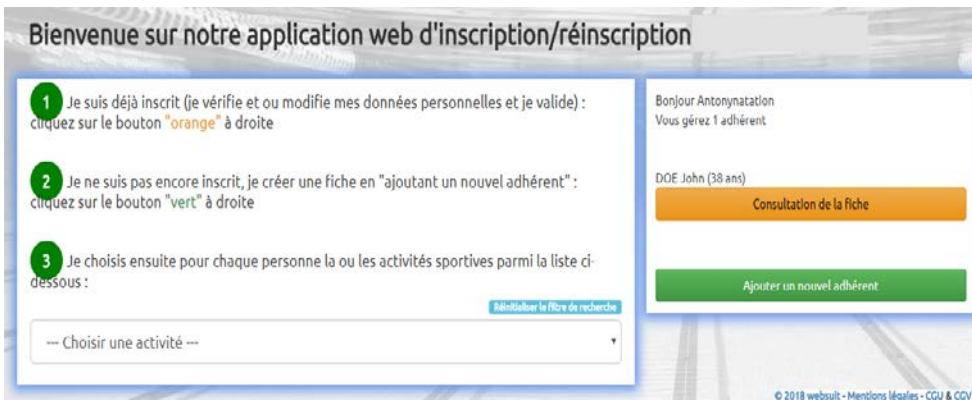 Bienvenue sur notre application web d'inscription/réinscription
1 Je suis déjà inscrit (je vérifie et ou modifie mes données personnelles et je valide) :
cliquez sur le bouton "orange" à droite
2 Je ne suis pas encore inscrit, je créer une fiche en "ajoutant un nouvel adhérent" :
cliquez sur le bouton "vert" à droite
3 Je choisis ensuite pour chaque personne la ou les activités sportives parmi la liste ci-
dessous :
Réinitialiser le filtre de recherche
--- Choisir une activité ---
Bonjour Antonynatation
Vous gérez 1 adhérent
DOE John (38 ans)
Consultation de la fiche
Ajouter un nouvel adhérent
© 2018 websuit - Mentions légales - CGU & CGV